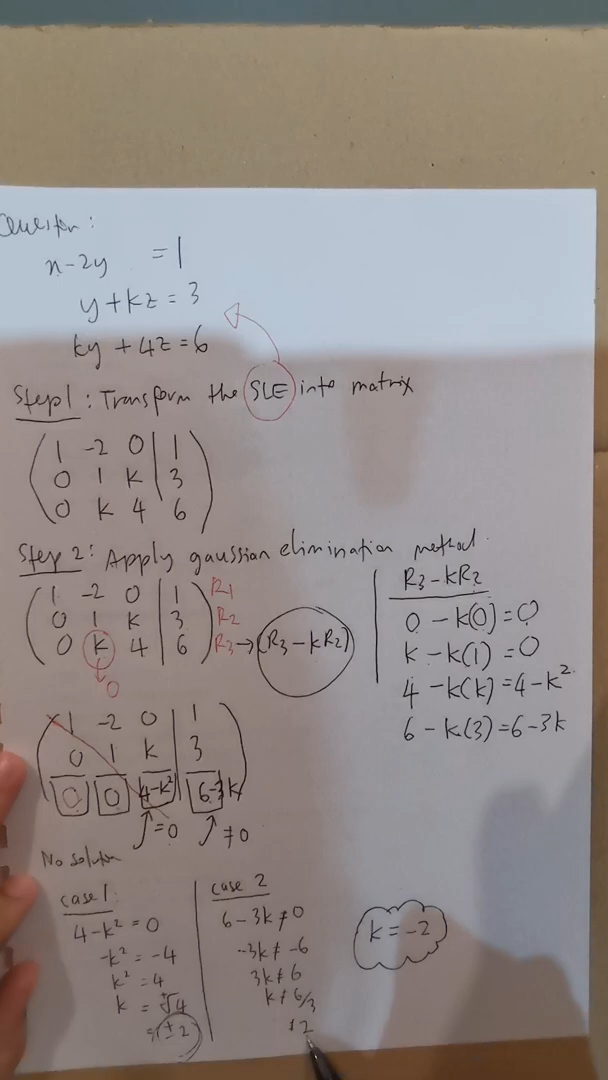 Question:
x-2y = 1
y+kz = 3
ky + 4z = 6
Step 1 : Transform the SLE into matrix
1 -2 0 | 1
0 1 k | 3
0 k 4 | 6
Step 2 : Apply gaussian elimination method.
1 -2 0 | 1 R1
0 1 k | 3 R2
0 k 4 | 6 R3 → (R3 - kR2)
0
R3 - kR2
0 - k(0) = 0
k - k(1) = 0
4 - k(k) = 4 - k²
6 - k(3) = 6 - 3k
1 -2 0 | 1
0 1 k | 3
0 0 4-k² | 6-3k
=0 ≠0
No solution
case 1:
4 - k² = 0
-k² = -4
k² = 4
k = ±√4
= ±2
case 2
6 - 3k ≠ 0
-3k ≠ -6
3k ≠ 6
k ≠ 6/3
≠ 2
k = -2